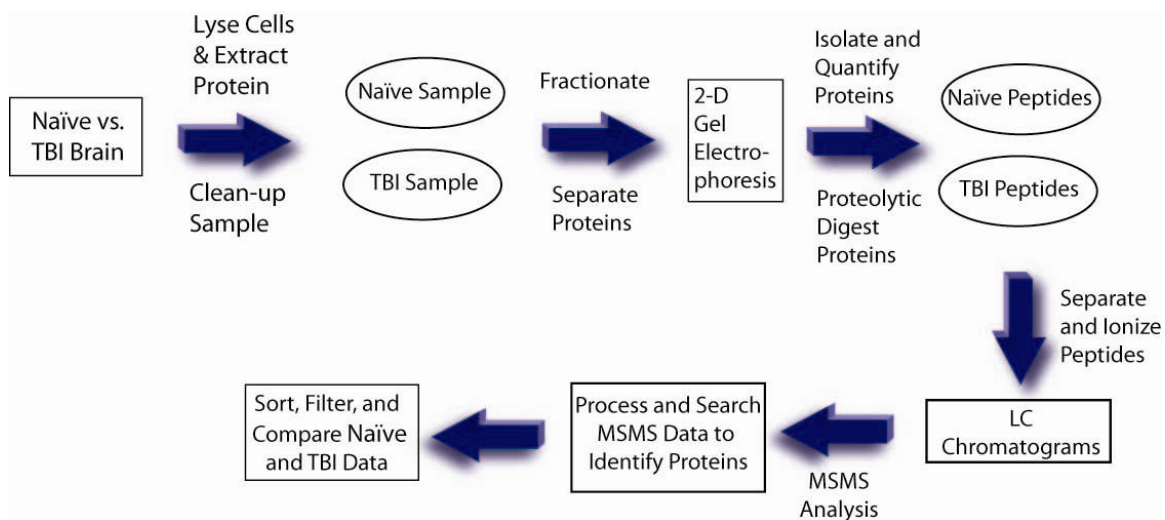 Naïve vs.
TBI Brain
Lyse Cells
& Extract
Protein
Clean-up
Sample
Naïve Sample
TBI Sample
Fractionate
Separate
Proteins
2-D
Gel
Electro-
phoresis
Isolate and
Quantify
Proteins
Proteolytic
Digest
Proteins
Naïve Peptides
TBI Peptides
Separate
and Ionize
Peptides
LC
Chromatograms
MSMS
Analysis
Process and Search
MSMS Data to
Identify Proteins
Sort, Filter, and
Compare Naïve
and TBI Data